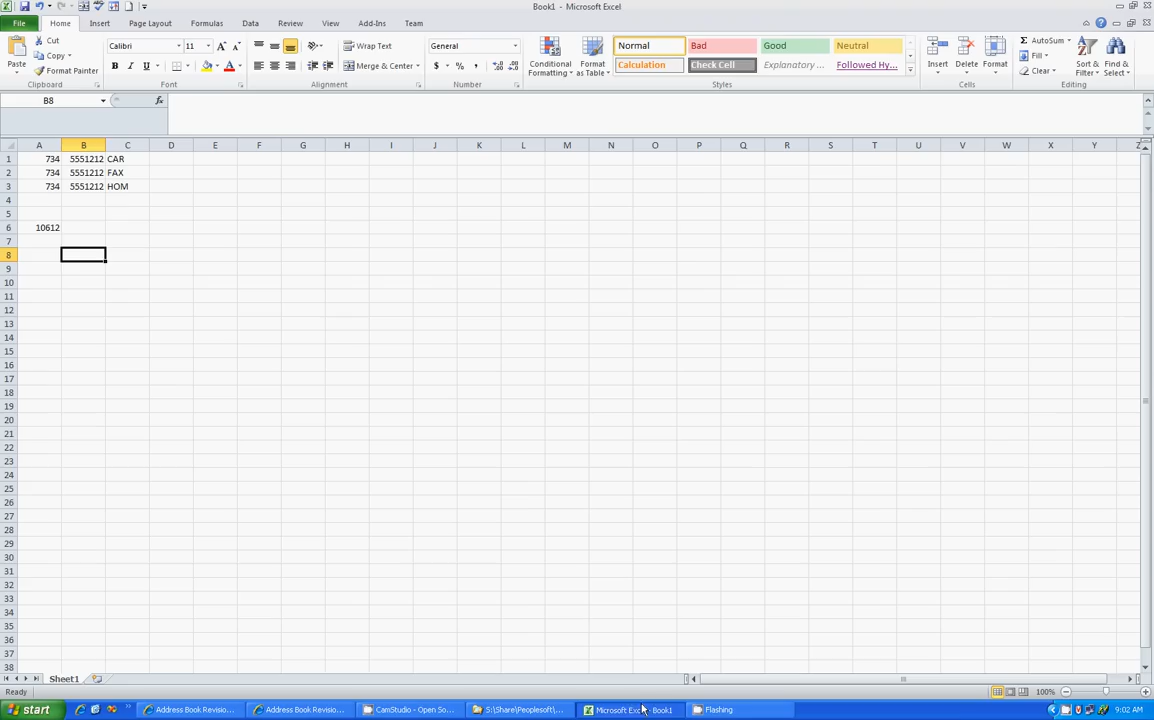 Book1 - Microsoft Excel
File Home Insert Page Layout Formulas Data Review View Add-Ins Team
Cut
Copy
Format Painter
Paste
Clipboard
Calibri 11
B I U A
Font
Wrap Text
Merge & Center
Alignment
General
$ % ,
Number
Conditional Formatting
Format as Table
Normal Bad Good Neutral
Calculation Check Cell Explanatory ... Followed Hy...
Styles
Insert Delete Format
Cells
AutoSum
Fill
Clear
Sort & Filter
Find & Select
Editing
B8 fx
A B C D E F G H I J K L M N O P Q R S T U V W X Y Z
1 734 5551212 CAR
2 734 5551212 FAX
3 734 5551212 HOM
4
5
6 10612
7
8
9
10
11
12
13
14
15
16
17
18
19
20
21
22
23
24
25
26
27
28
29
30
31
32
33
34
35
36
37
38
Sheet1
Ready 100%
start Address Book Revisio... Address Book Revisio... CamStudio - Open So... S:\Share\Peoplesoft\... Microsoft Exc Book1 Flashing 9:02 AM